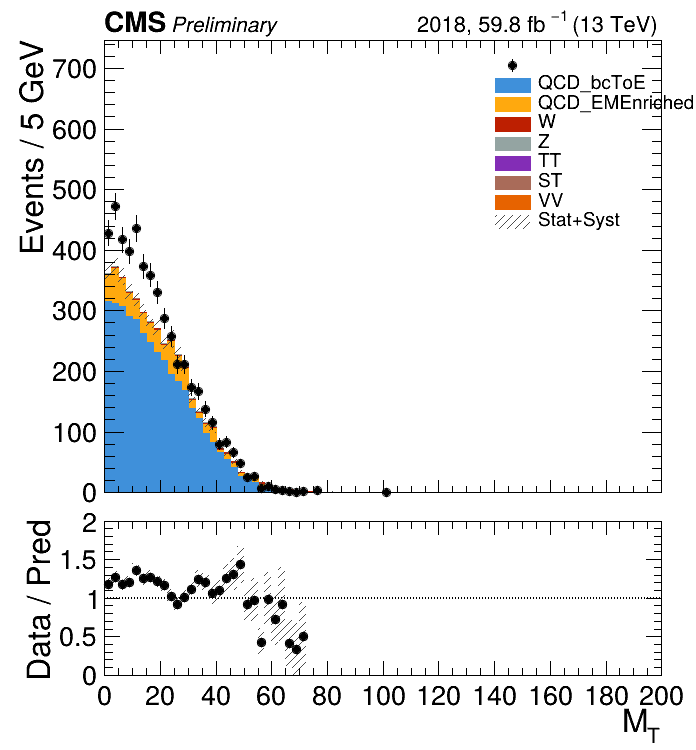 CMS Preliminary 2018, 59.8 fb⁻¹ (13 TeV)
Events / 5 GeV
700
600
500
400
300
200
100
0
QCD_bcToE
QCD_EMEnriched
W
Z
TT
ST
VV
Stat+Syst
Data / Pred
2
1.5
1
0.5
0
0 20 40 60 80 100 120 140 160 180 200
M_T